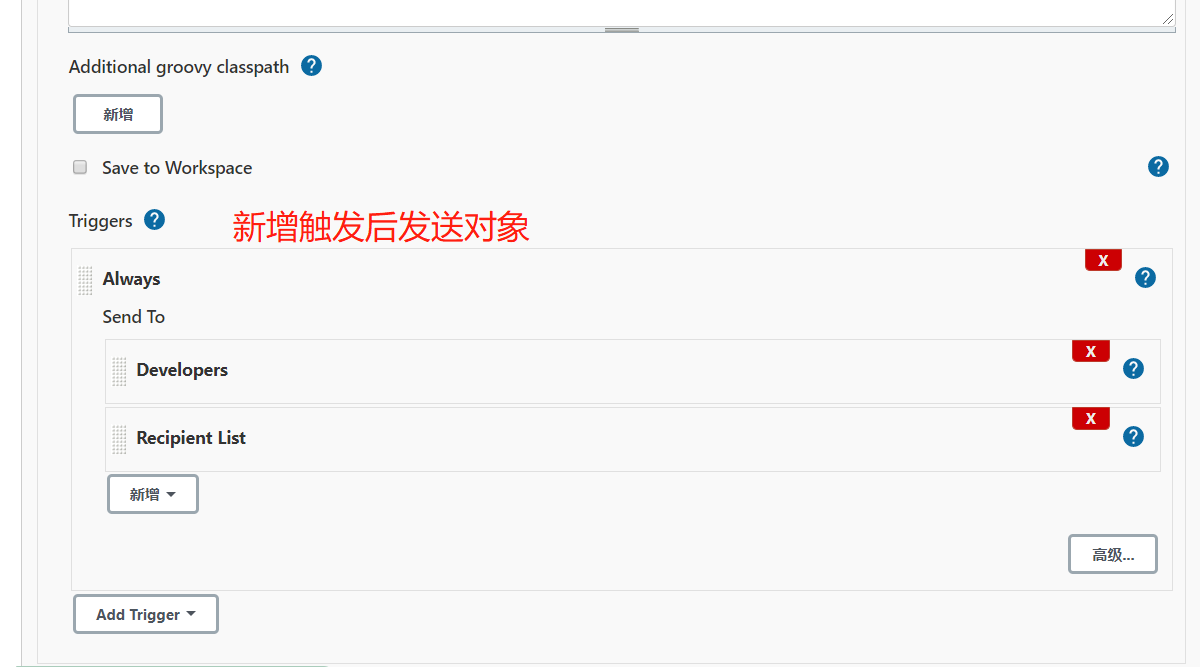 Additional groovy classpath ?
新增
Save to Workspace ?
Triggers ? 新增触发后发送对象
Always X ?
Send To
Developers X ?
Recipient List X ?
新增
高级...
Add Trigger